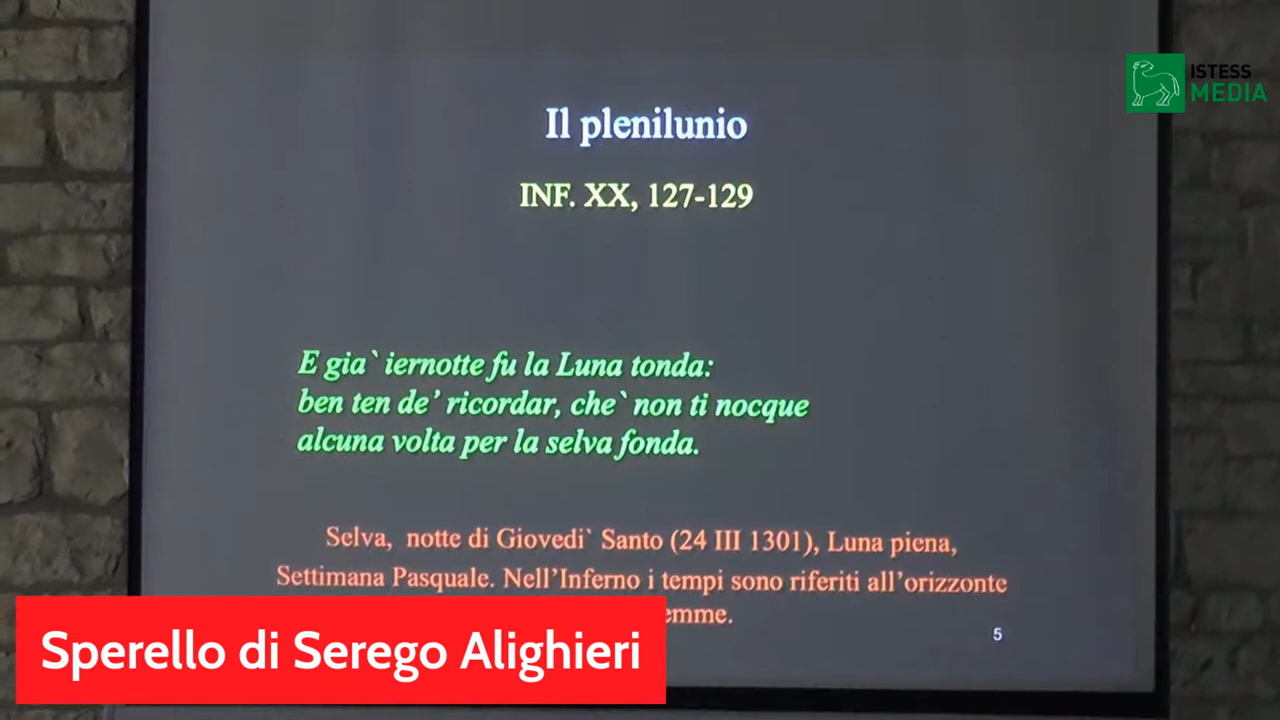 ISTESS
MEDIA
Il plenilunio
INF. XX, 127-129
E gia` iernotte fu la Luna tonda:
ben ten de’ ricordar, che` non ti nocque
alcuna volta per la selva fonda.
Selva, notte di Giovedi` Santo (24 III 1301), Luna piena,
Settimana Pasquale. Nell’Inferno i tempi sono riferiti all’orizzonte
5
Sperello di Serego Alighieri